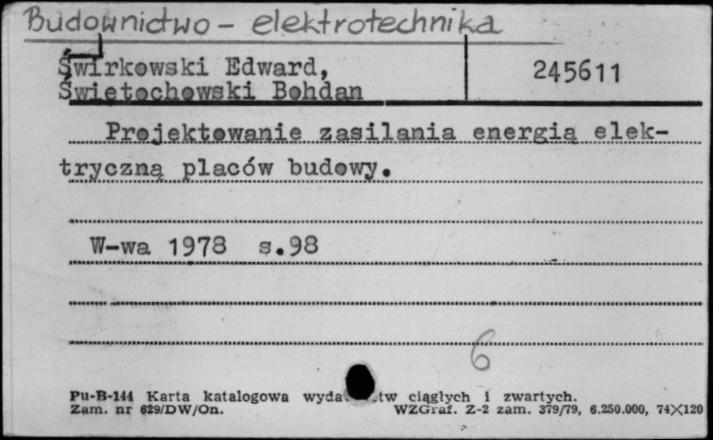 Budownictwo - elektrotechnika
Świrkowski Edward,
245611
Świętochowski Bohdan
Projektowanie zasilania energią elek-
tryczną placów budowy.
W-wa 1978 s.98
6
Pu-B-144 Karta katalogowa wyda tw ciągłych i zwartych.
Zam. nr 629/DW/On. WZGraf. Z-2 zam. 379/79, 6.250.000, 74X120